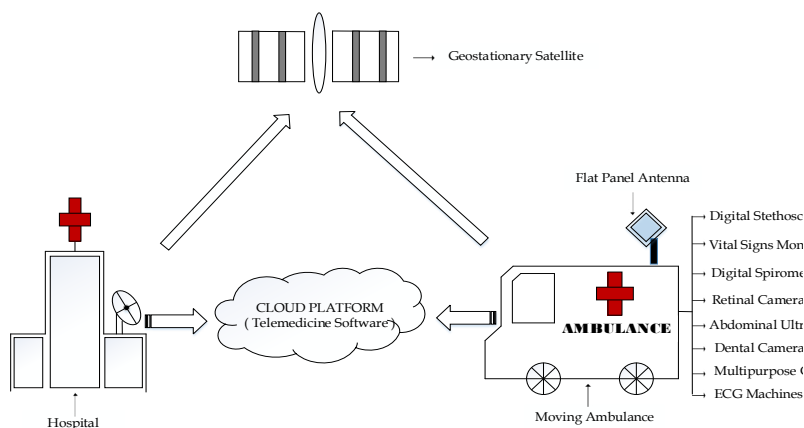 Geostationary Satellite
Flat Panel Antenna
Digital Stethosc
Vital Signs Mon
Digital Spirome
Retinal Camera
Abdominal Ultr
Dental Camera
Multipurpose C
ECG Machines
CLOUD PLATFORM
( Telemedicine Software )
AMBULANCE
Moving Ambulance
Hospital